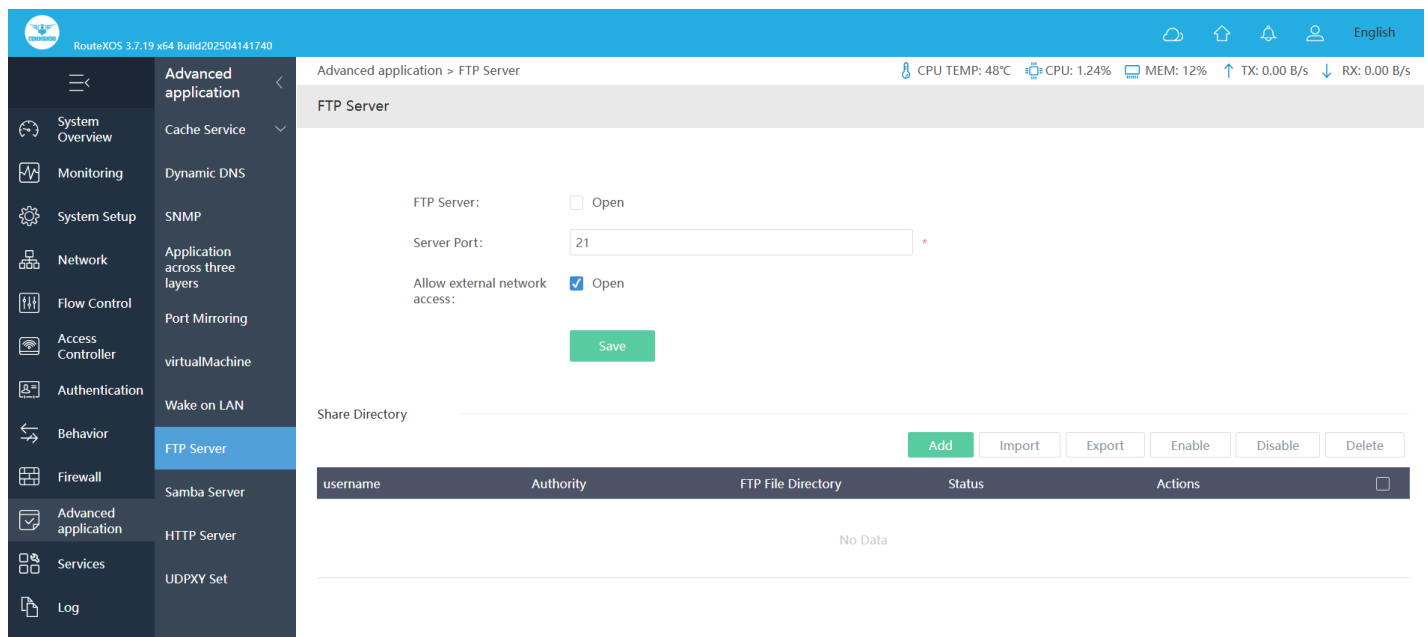 COMMANDO
RouteXOS 3.7.19 x64 Build202504141740
English
Advanced application > FTP Server
CPU TEMP: 48℃ CPU: 1.24% MEM: 12% TX: 0.00 B/s RX: 0.00 B/s
FTP Server
System
Overview
Monitoring
System Setup
Network
Flow Control
Access
Controller
Authentication
Behavior
Firewall
Advanced
application
Services
Log
Advanced
application
Cache Service
Dynamic DNS
SNMP
Application
across three
layers
Port Mirroring
virtualMachine
Wake on LAN
FTP Server
Samba Server
HTTP Server
UDPXY Set
FTP Server: Open
Server Port: 21 *
Allow external network
access: Open
Save
Share Directory
Add Import Export Enable Disable Delete
username Authority FTP File Directory Status Actions
No Data